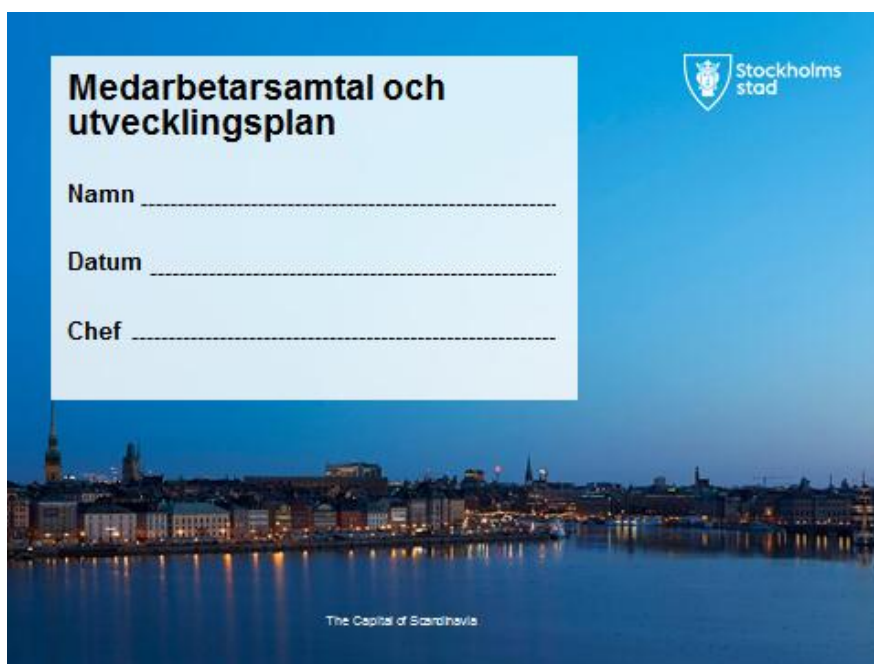 Medarbetarsamtal och
utvecklingsplan
Stockholms
stad
Namn
Datum
Chef
The Capital of Scandinavia